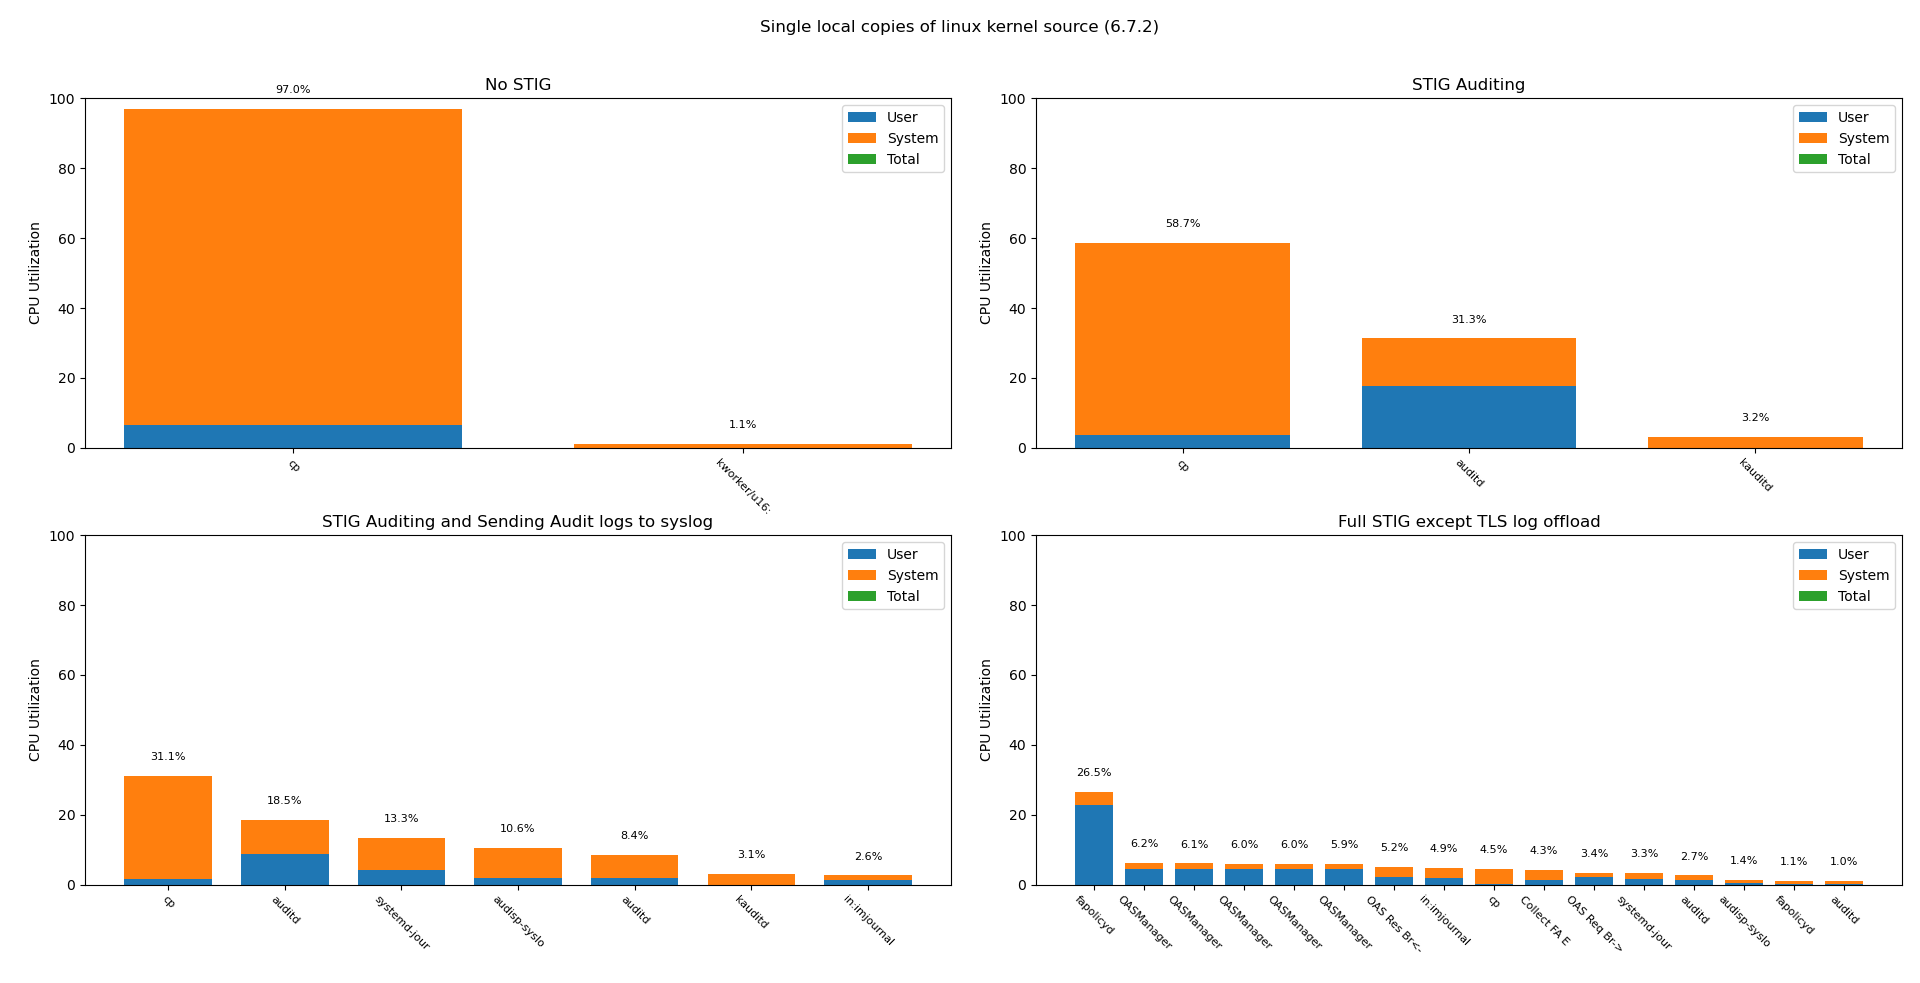 Single local copies of linux kernel source (6.7.2)
No STIG
97.0%
1.1%
100
80
60
40
20
0
CPU Utilization
User
System
Total
cp
kworker/u16:
STIG Auditing
58.7%
31.3%
3.2%
100
80
60
40
20
0
CPU Utilization
User
System
Total
cp
auditd
kauditd
STIG Auditing and Sending Audit logs to syslog
31.1%
18.5%
13.3%
10.6%
8.4%
3.1%
2.6%
100
80
60
40
20
0
CPU Utilization
User
System
Total
cp
auditd
systemd-jour
audisp-syslo
auditd
kauditd
in:imjournal
Full STIG except TLS log offload
26.5%
6.2%
6.1%
6.0%
6.0%
5.9%
5.2%
4.9%
4.5%
4.3%
3.4%
3.3%
2.7%
1.4%
1.1%
1.0%
100
80
60
40
20
0
CPU Utilization
User
System
Total
fapolicyd
OASManager
OASManager
OASManager
OASManager
OASManager
OAS Res Br<-
in:imjournal
cp
Collect FA E
OAS Req Br->
systemd-jour
auditd
audisp-syslo
fapolicyd
auditd